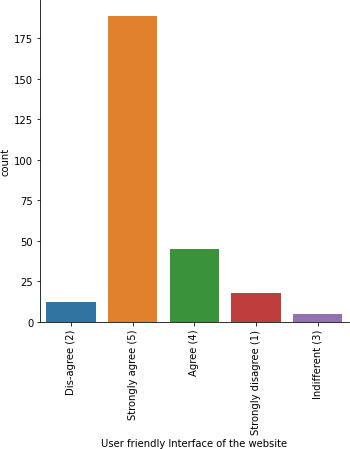 175
150
125
100
75
50
25
0
count
Dis-agree (2)
Strongly agree (5)
Agree (4)
Strongly disagree (1)
Indifferent (3)
User friendly Interface of the website